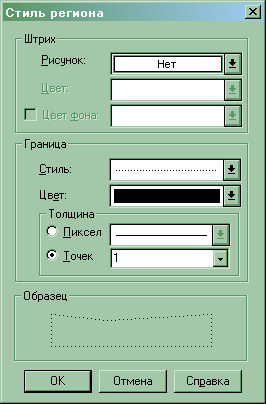 Стиль региона
Штрих
Рисунок:
Нет
Цвет:
Цвет фона:
Граница
Стиль:
Цвет:
Толщина
Пиксел
Точек
1
Образец
OK
Отмена
Справка